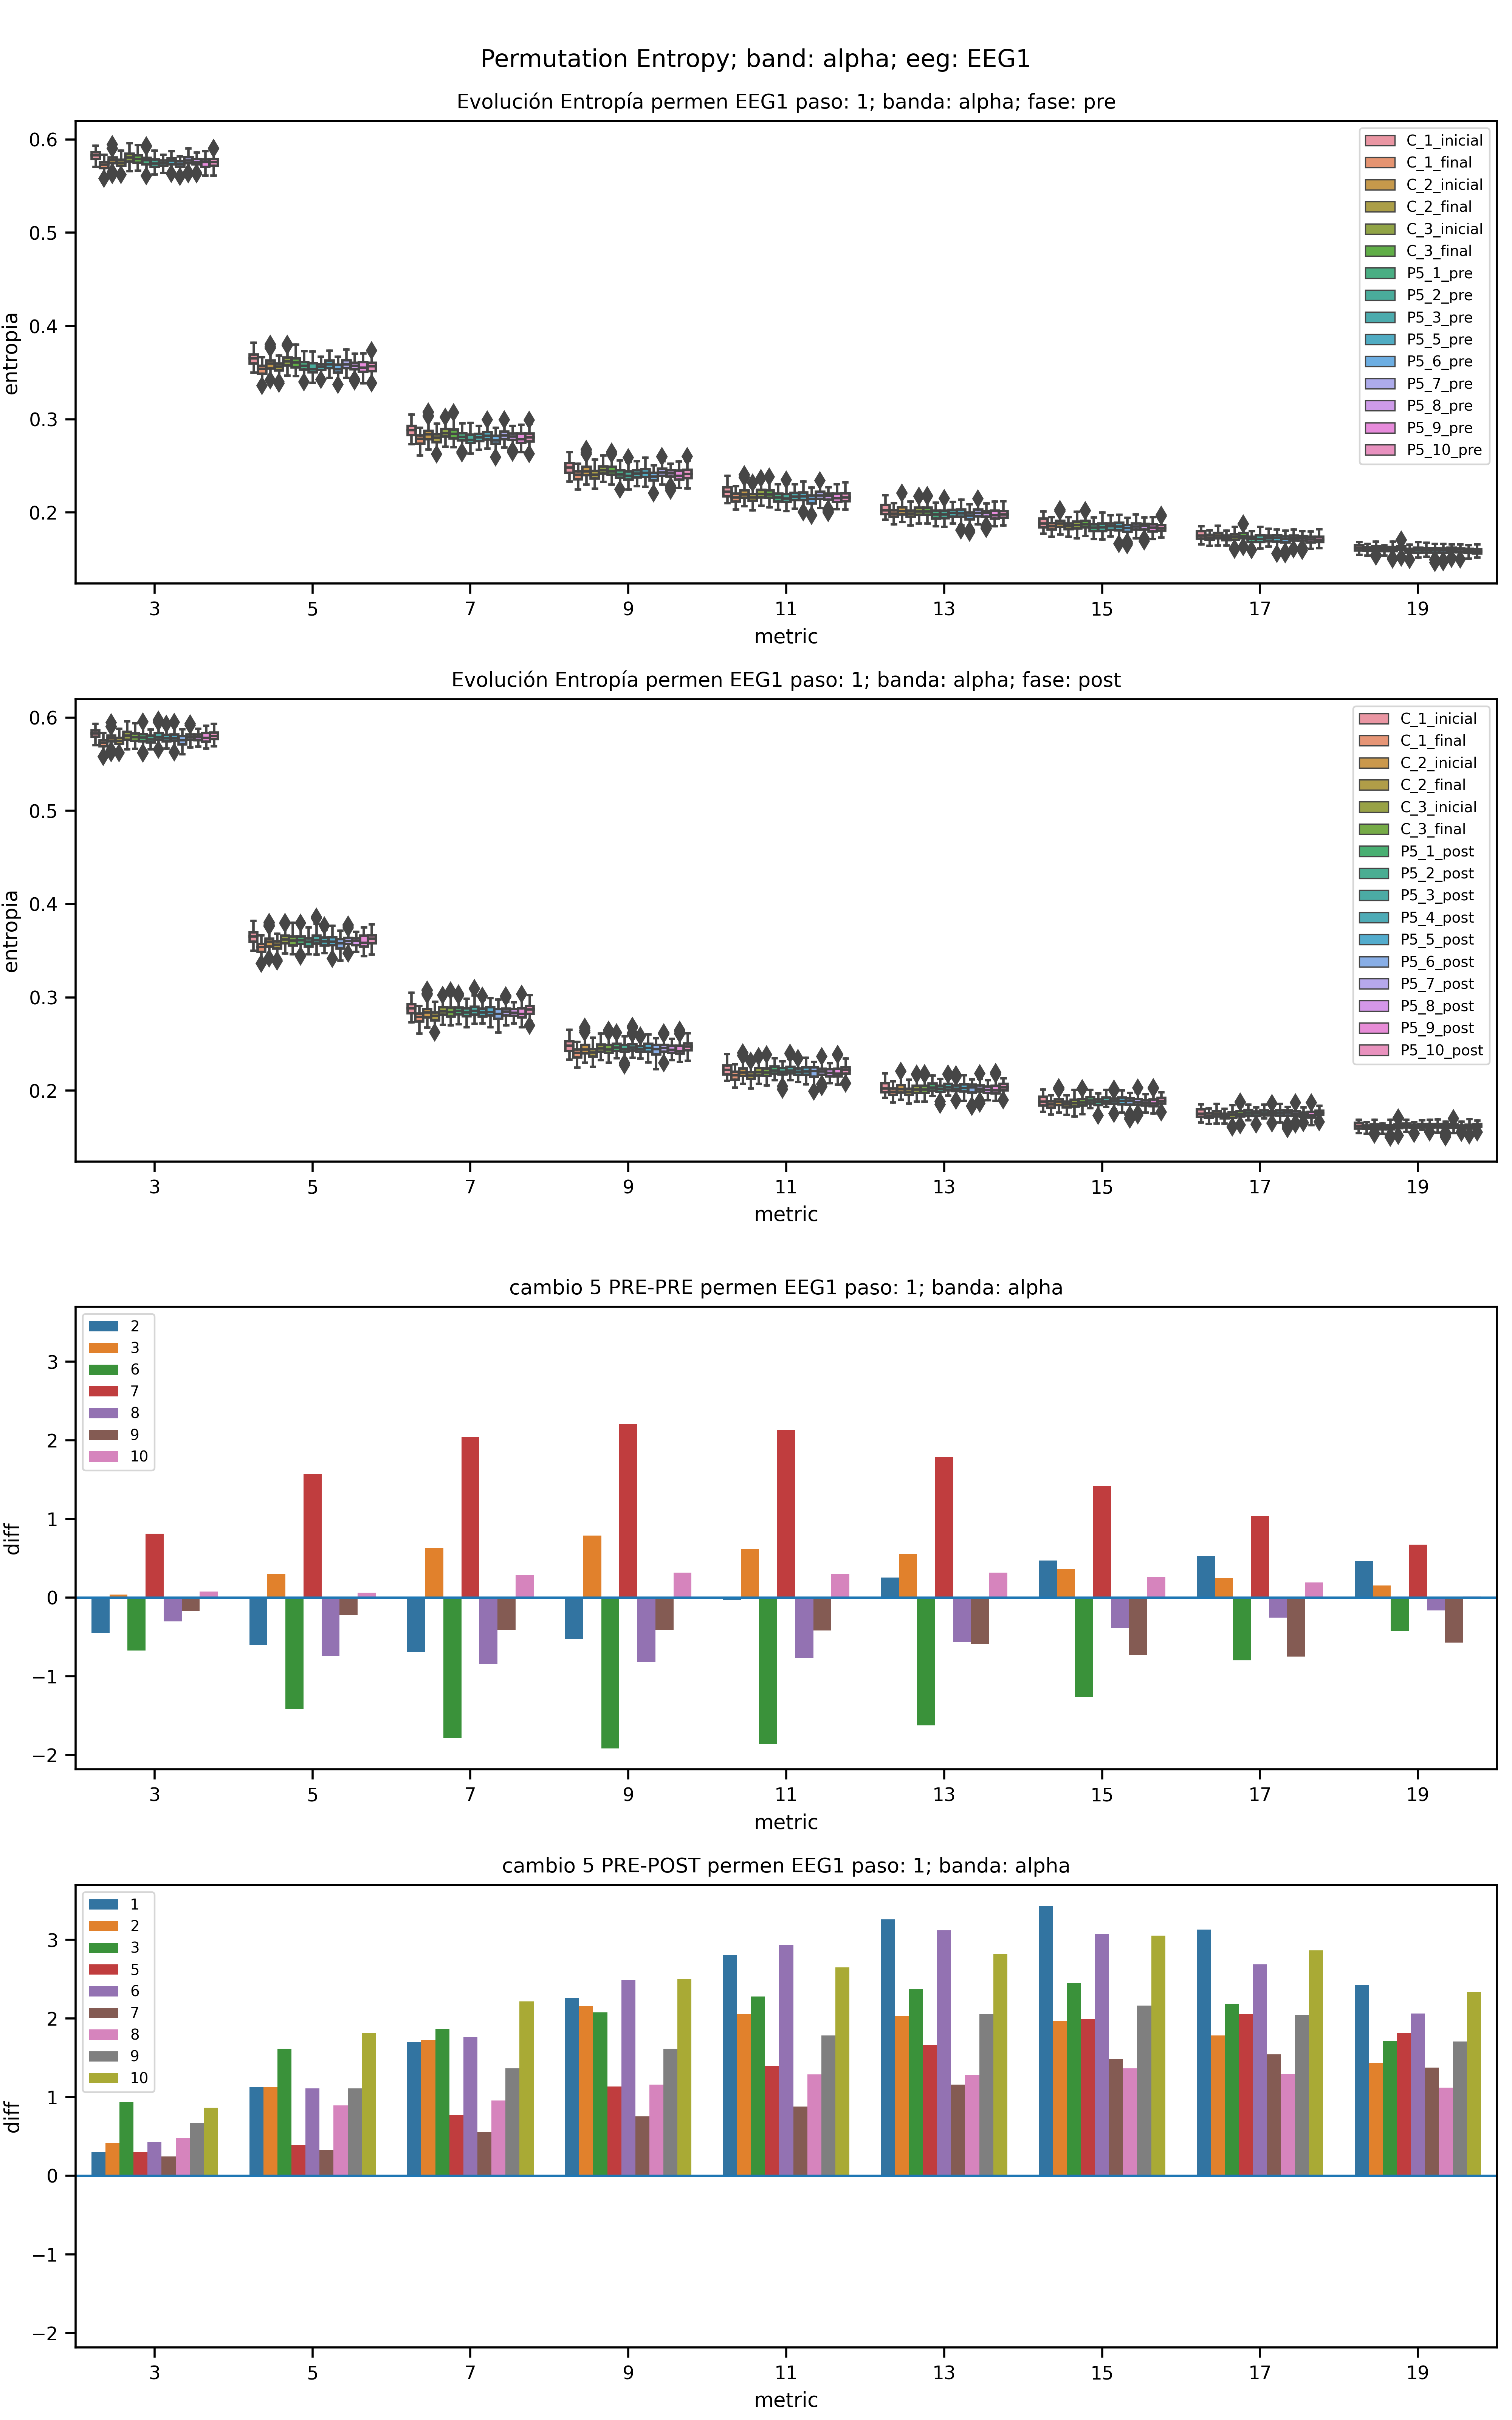 Permutation Entropy; band: alpha; eeg: EEG1
Evolución Entropía permen EEG1 paso: 1; banda: alpha; fase: pre
0.6
0.5
0.4
0.3
0.2
entropia
C_1_inicial
C_1_final
C_2_inicial
C_2_final
C_3_inicial
C_3_final
P5_1_pre
P5_2_pre
P5_3_pre
P5_5_pre
P5_6_pre
P5_7_pre
P5_8_pre
P5_9_pre
P5_10_pre
3 5 7 9 11 13 15 17 19
metric
Evolución Entropía permen EEG1 paso: 1; banda: alpha; fase: post
0.6
0.5
0.4
0.3
0.2
entropia
C_1_inicial
C_1_final
C_2_inicial
C_2_final
C_3_inicial
C_3_final
P5_1_post
P5_2_post
P5_3_post
P5_4_post
P5_5_post
P5_6_post
P5_7_post
P5_8_post
P5_9_post
P5_10_post
3 5 7 9 11 13 15 17 19
metric
cambio 5 PRE-PRE permen EEG1 paso: 1; banda: alpha
3
2
1
0
−1
−2
diff
2
3
6
7
8
9
10
3 5 7 9 11 13 15 17 19
metric
cambio 5 PRE-POST permen EEG1 paso: 1; banda: alpha
3
2
1
0
−1
−2
diff
1
2
3
5
6
7
8
9
10
3 5 7 9 11 13 15 17 19
metric